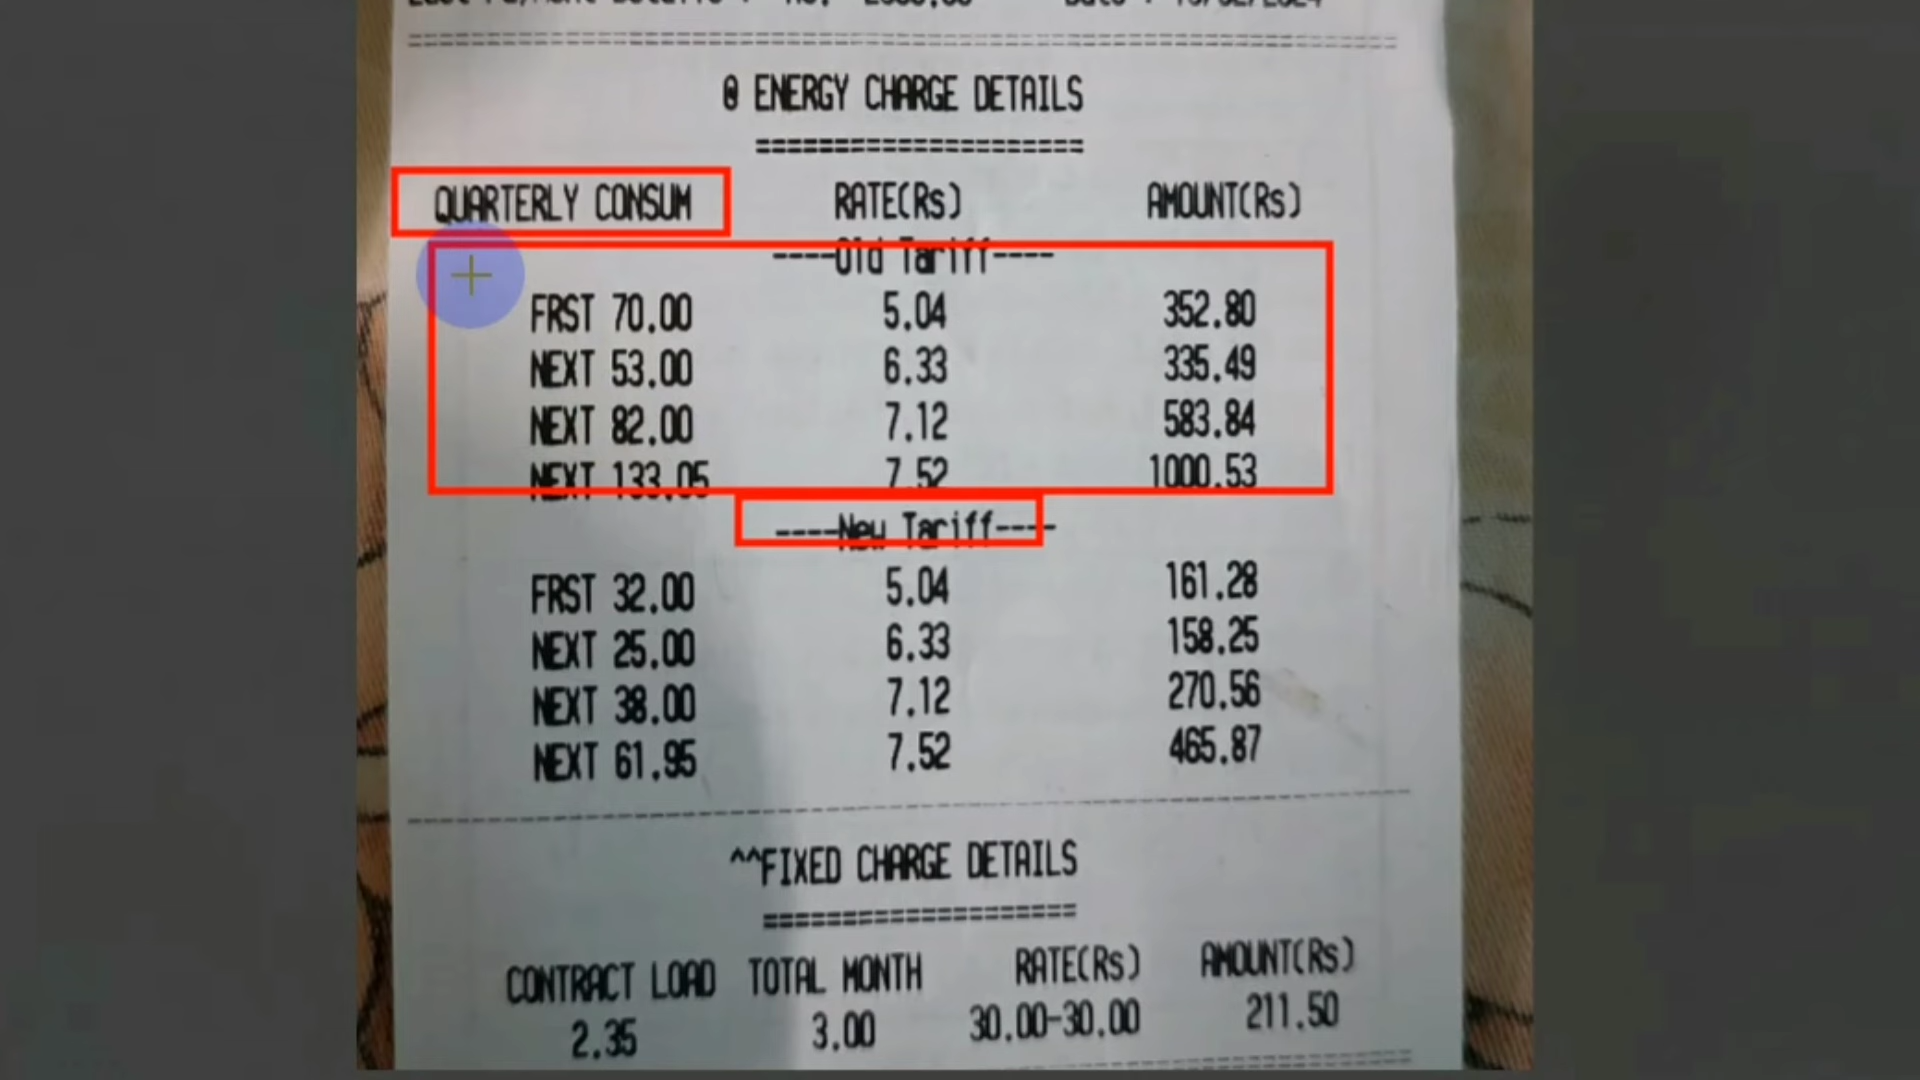 @ ENERGY CHARGE DETAILS
=====================
QUARTERLY CONSUM RATE(Rs) AMOUNT(Rs)
----Old Tariff----
FRST 70.00 5.04 352.80
NEXT 53.00 6.33 335.49
NEXT 82.00 7.12 583.84
NEXT 133.05 7.52 1000.53
----New Tariff----
FRST 32.00 5.04 161.28
NEXT 25.00 6.33 158.25
NEXT 38.00 7.12 270.56
NEXT 61.95 7.52 465.87
^^FIXED CHARGE DETAILS
====================
CONTRACT LOAD TOTAL MONTH RATE(Rs) AMOUNT(Rs)
2.35 3.00 30.00-30.00 211.50